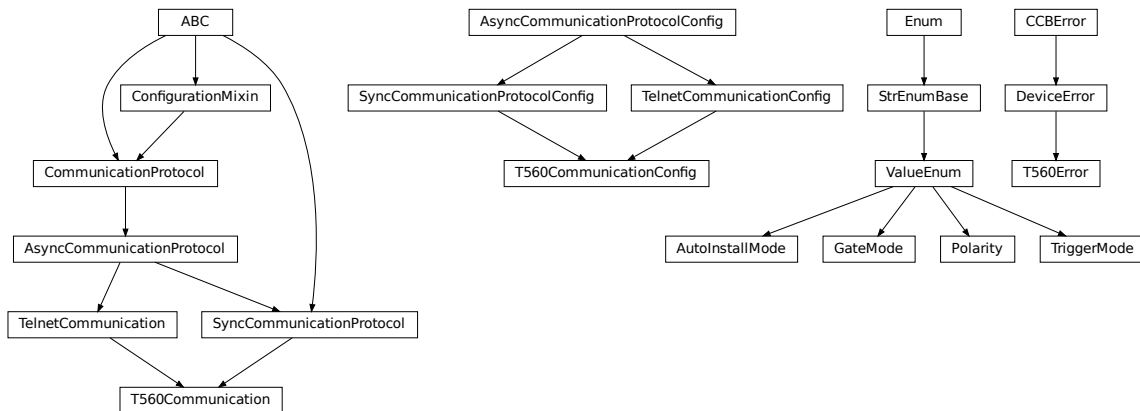 ABC
AsyncCommunicationProtocolConfig
Enum
CCBError
ConfigurationMixin
SyncCommunicationProtocolConfig
TelnetCommunicationConfig
StrEnumBase
DeviceError
CommunicationProtocol
T560CommunicationConfig
ValueEnum
T560Error
AsyncCommunicationProtocol
AutoInstallMode
GateMode
Polarity
TriggerMode
TelnetCommunication
SyncCommunicationProtocol
T560Communication